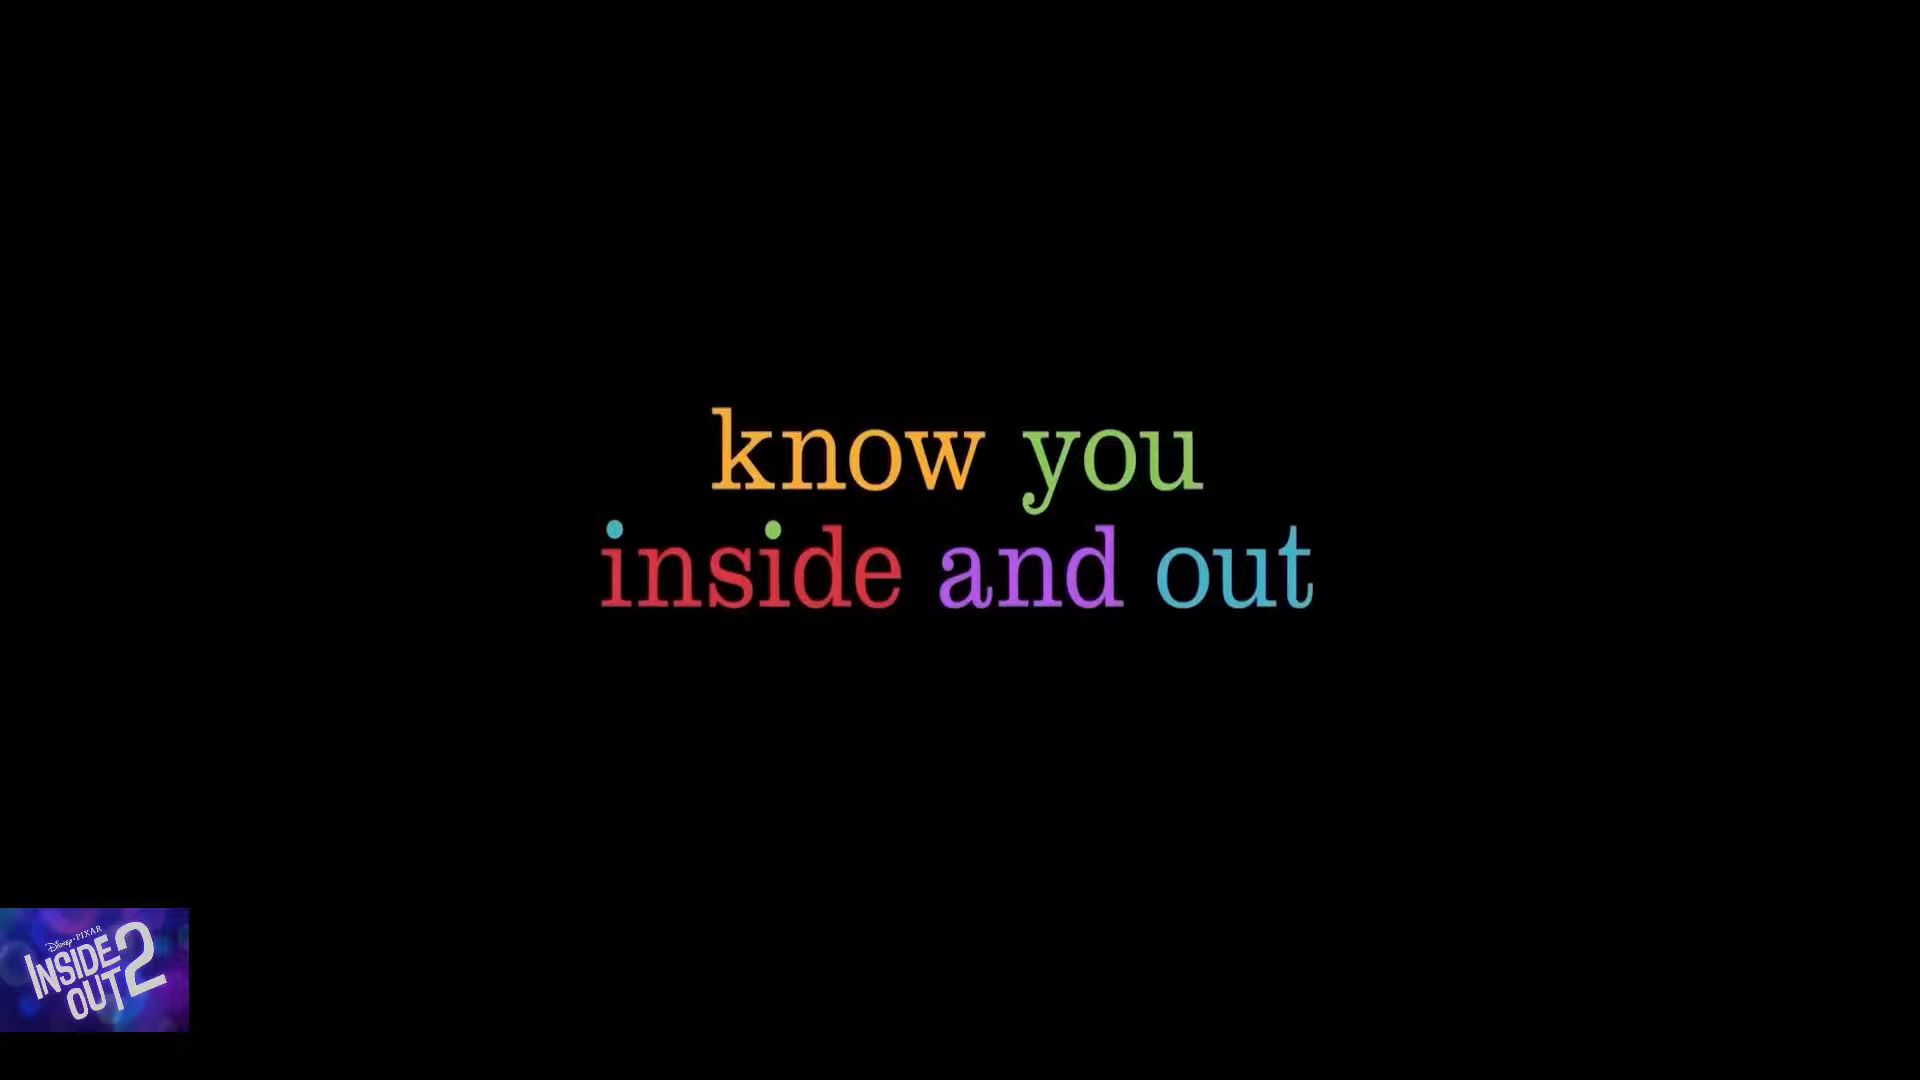 know you
inside and out
Disney•PIXAR
INSIDE
OUT 2